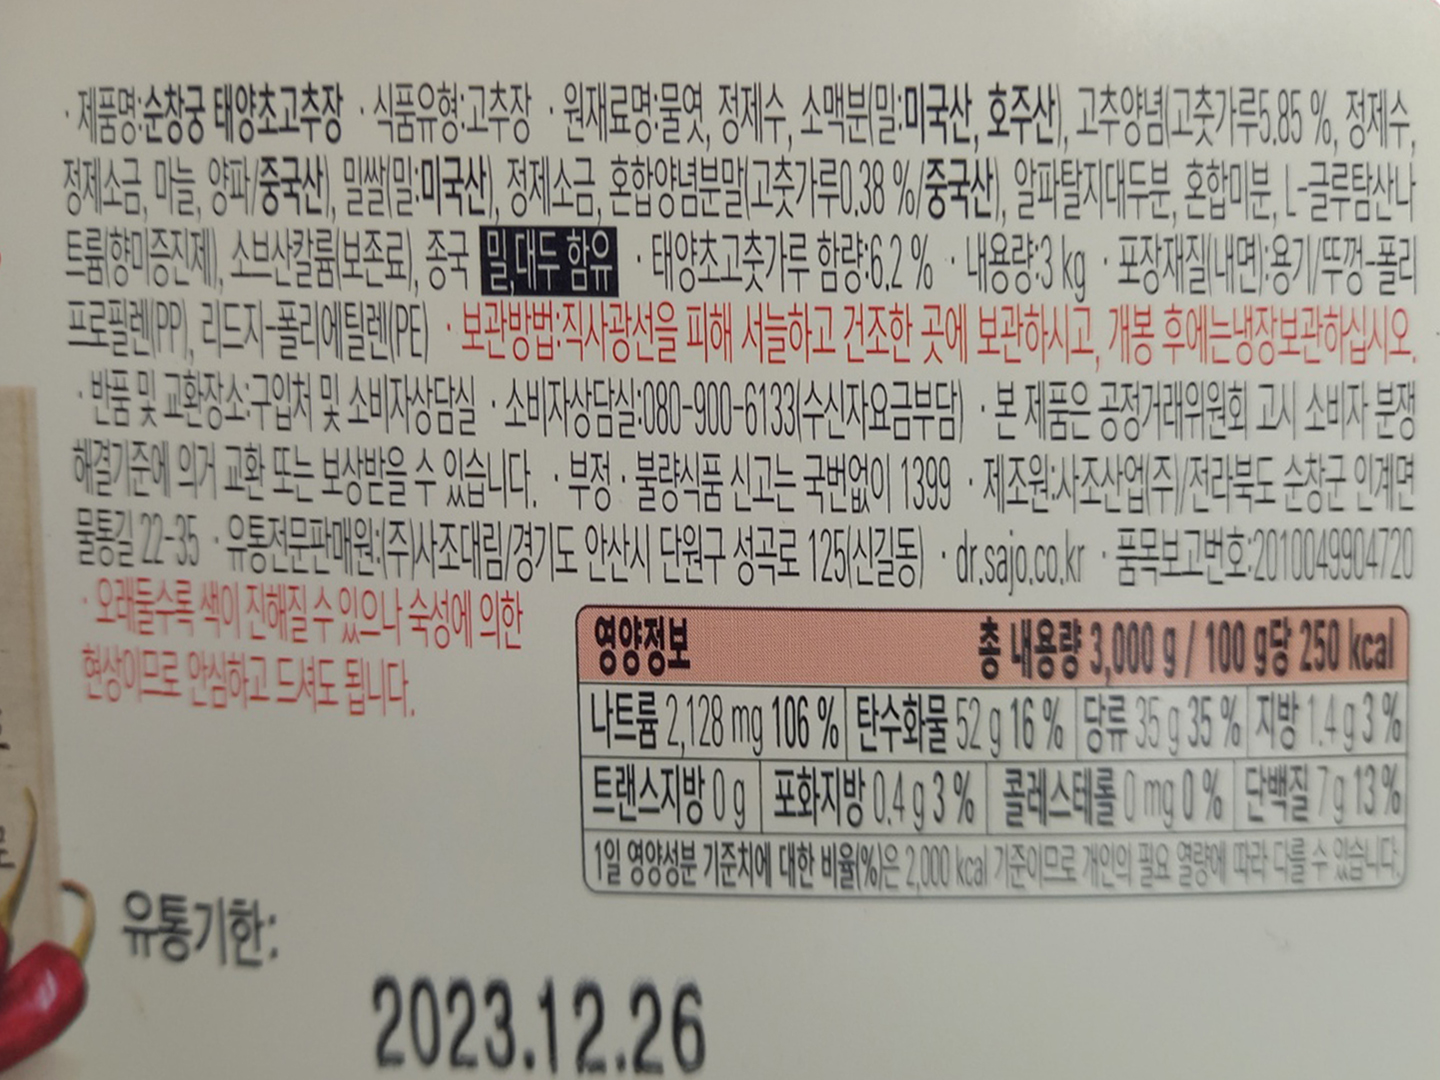 · 제품명:순창궁 태양초고추장 · 식품유형:고추장 · 원재료명:물엿, 정제수, 소맥분(밀:미국산, 호주산), 고추양념(고춧가루5.85 %, 정제수,
정제소금, 마늘, 양파/중국산), 밀쌀(밀:미국산), 정제소금, 혼합양념분말(고춧가루0.38 %/중국산), 알파탈지대두분, 혼합미분, L-글루탐산나
트륨(향미증진제), 소브산칼륨(보존료), 종국 밀,대두 함유 · 태양초고춧가루 함량:6.2 % · 내용량:3 kg · 포장재질(내면):용기/뚜껑-폴리
프로필렌(PP), 리드지-폴리에틸렌(PE) · 보관방법:직사광선을 피해 서늘하고 건조한 곳에 보관하시고, 개봉 후에는냉장보관하십시오.
· 반품 및 교환장소:구입처 및 소비자상담실 · 소비자상담실:080-900-6133(수신자요금부담) · 본 제품은 공정거래위원회 고시 소비자 분쟁
해결기준에 의거 교환 또는 보상받을 수 있습니다. · 부정 · 불량식품 신고는 국번없이 1399 · 제조원:사조산업(주)/전라북도 순창군 인계면
물통길 22-35 · 유통전문판매원:(주)사조대림/경기도 안산시 단원구 성곡로 125(신길동) · dr.sajo.co.kr · 품목보고번호:2010049904720
· 오래둘수록 색이 진해질 수 있으나 숙성에 의한
현상이므로 안심하고 드셔도 됩니다.
영양정보 총 내용량 3,000 g / 100 g당 250 kcal
나트륨 2,128 mg 106 % 탄수화물 52 g 16 % 당류 35 g 35 % 지방 1.4 g 3 %
트랜스지방 0 g 포화지방 0.4 g 3 % 콜레스테롤 0 mg 0 % 단백질 7 g 13 %
1일 영양성분 기준치에 대한 비율(%)은 2,000 kcal 기준이므로 개인의 필요 열량에 따라 다를 수 있습니다.
유통기한:
2023.12.26